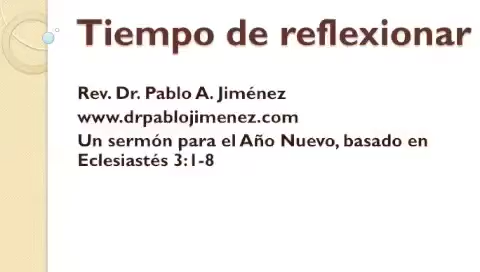 Tiempo de reflexionar
Rev. Dr. Pablo A. Jiménez
www.drpablojimenez.com
Un sermón para el Año Nuevo, basado en
Eclesiastés 3:1-8